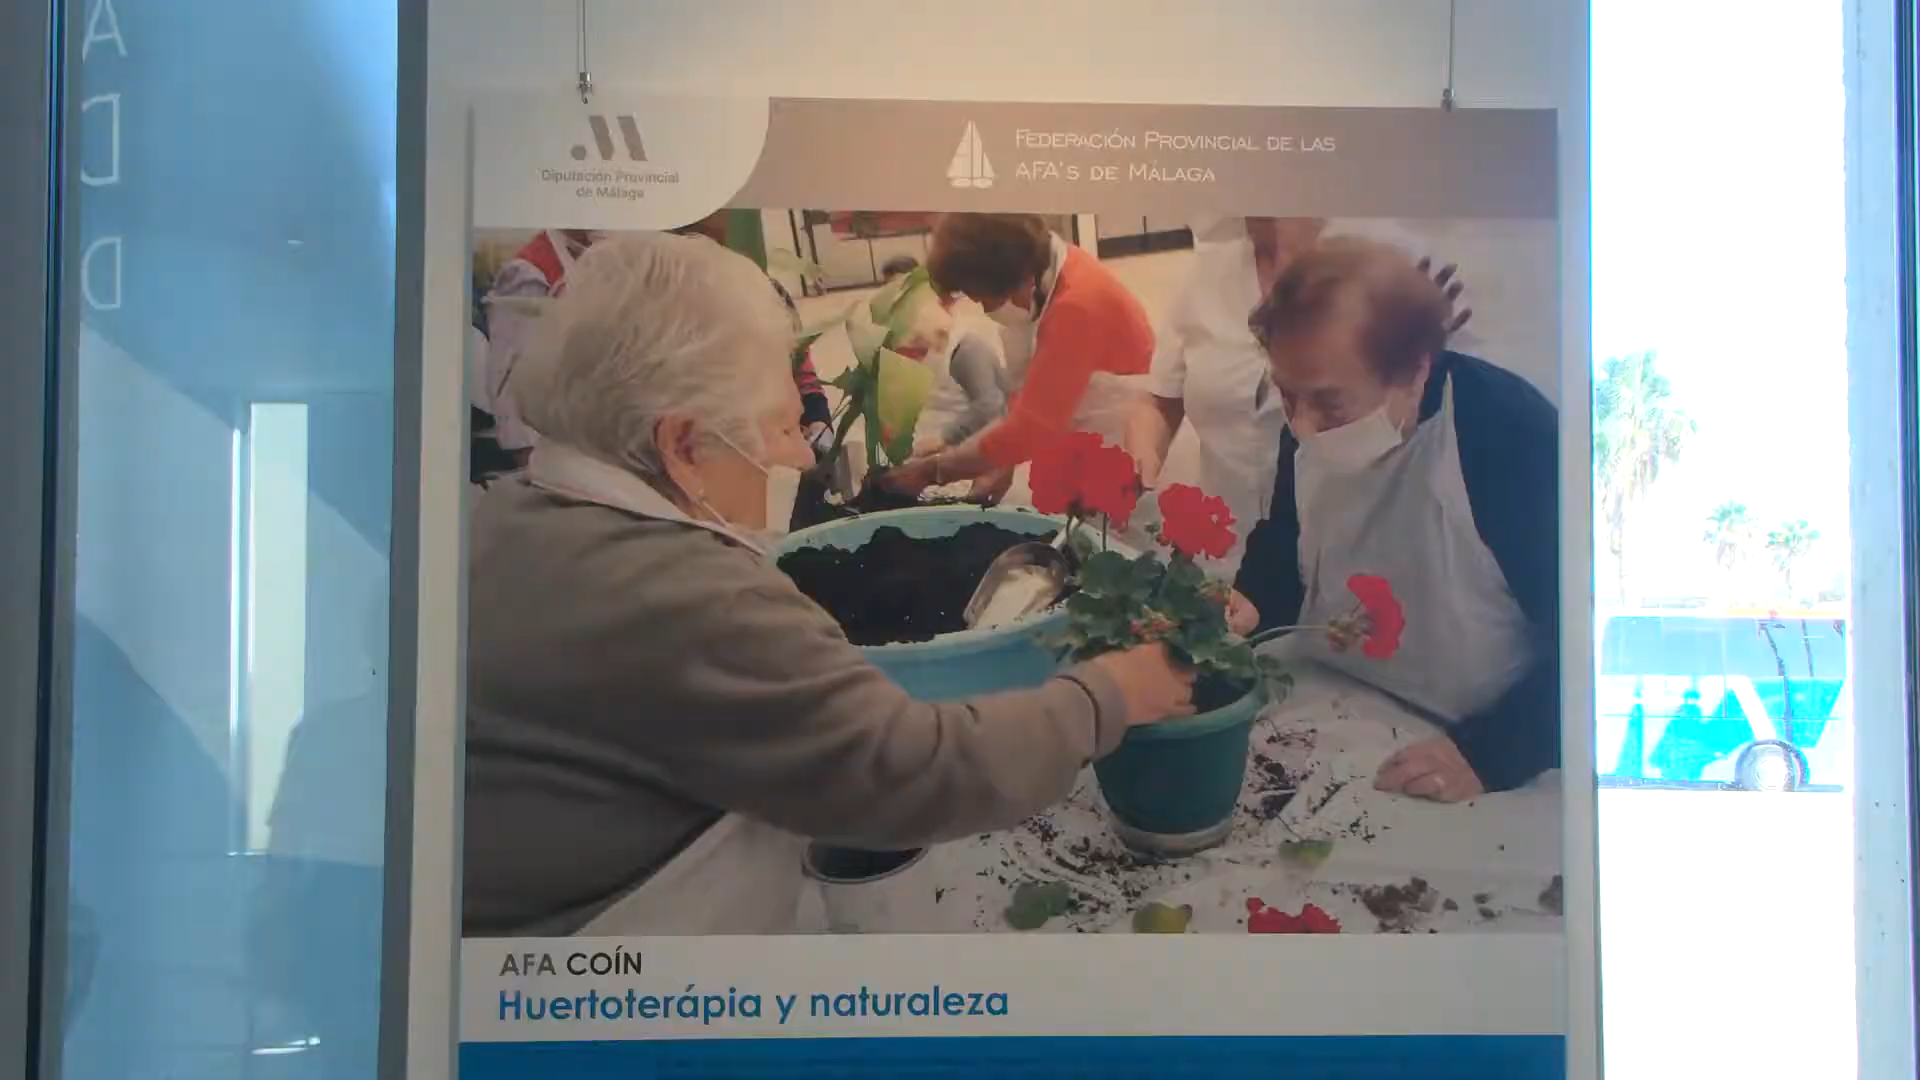 Diputación Provincial
de Málaga
FEDERACIÓN PROVINCIAL DE LAS
AFA'S DE MÁLAGA
AFA COÍN
Huertoterápia y naturaleza